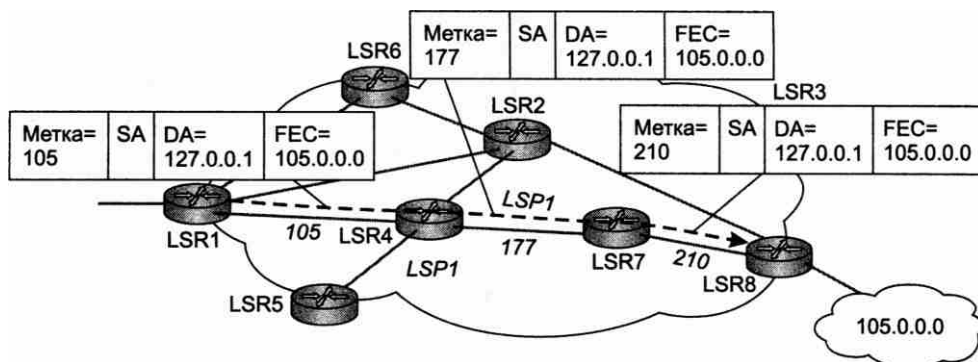 Метка=
177
SA
DA=
127.0.0.1
FEC=
105.0.0.0
LSR6
LSR2
LSR3
Метка=
105
SA
DA=
127.0.0.1
FEC=
105.0.0.0
Метка=
210
SA
DA=
127.0.0.1
FEC=
105.0.0.0
LSR1
105
LSR4
LSP1
177
LSR7
210
LSR8
LSP1
LSR5
105.0.0.0